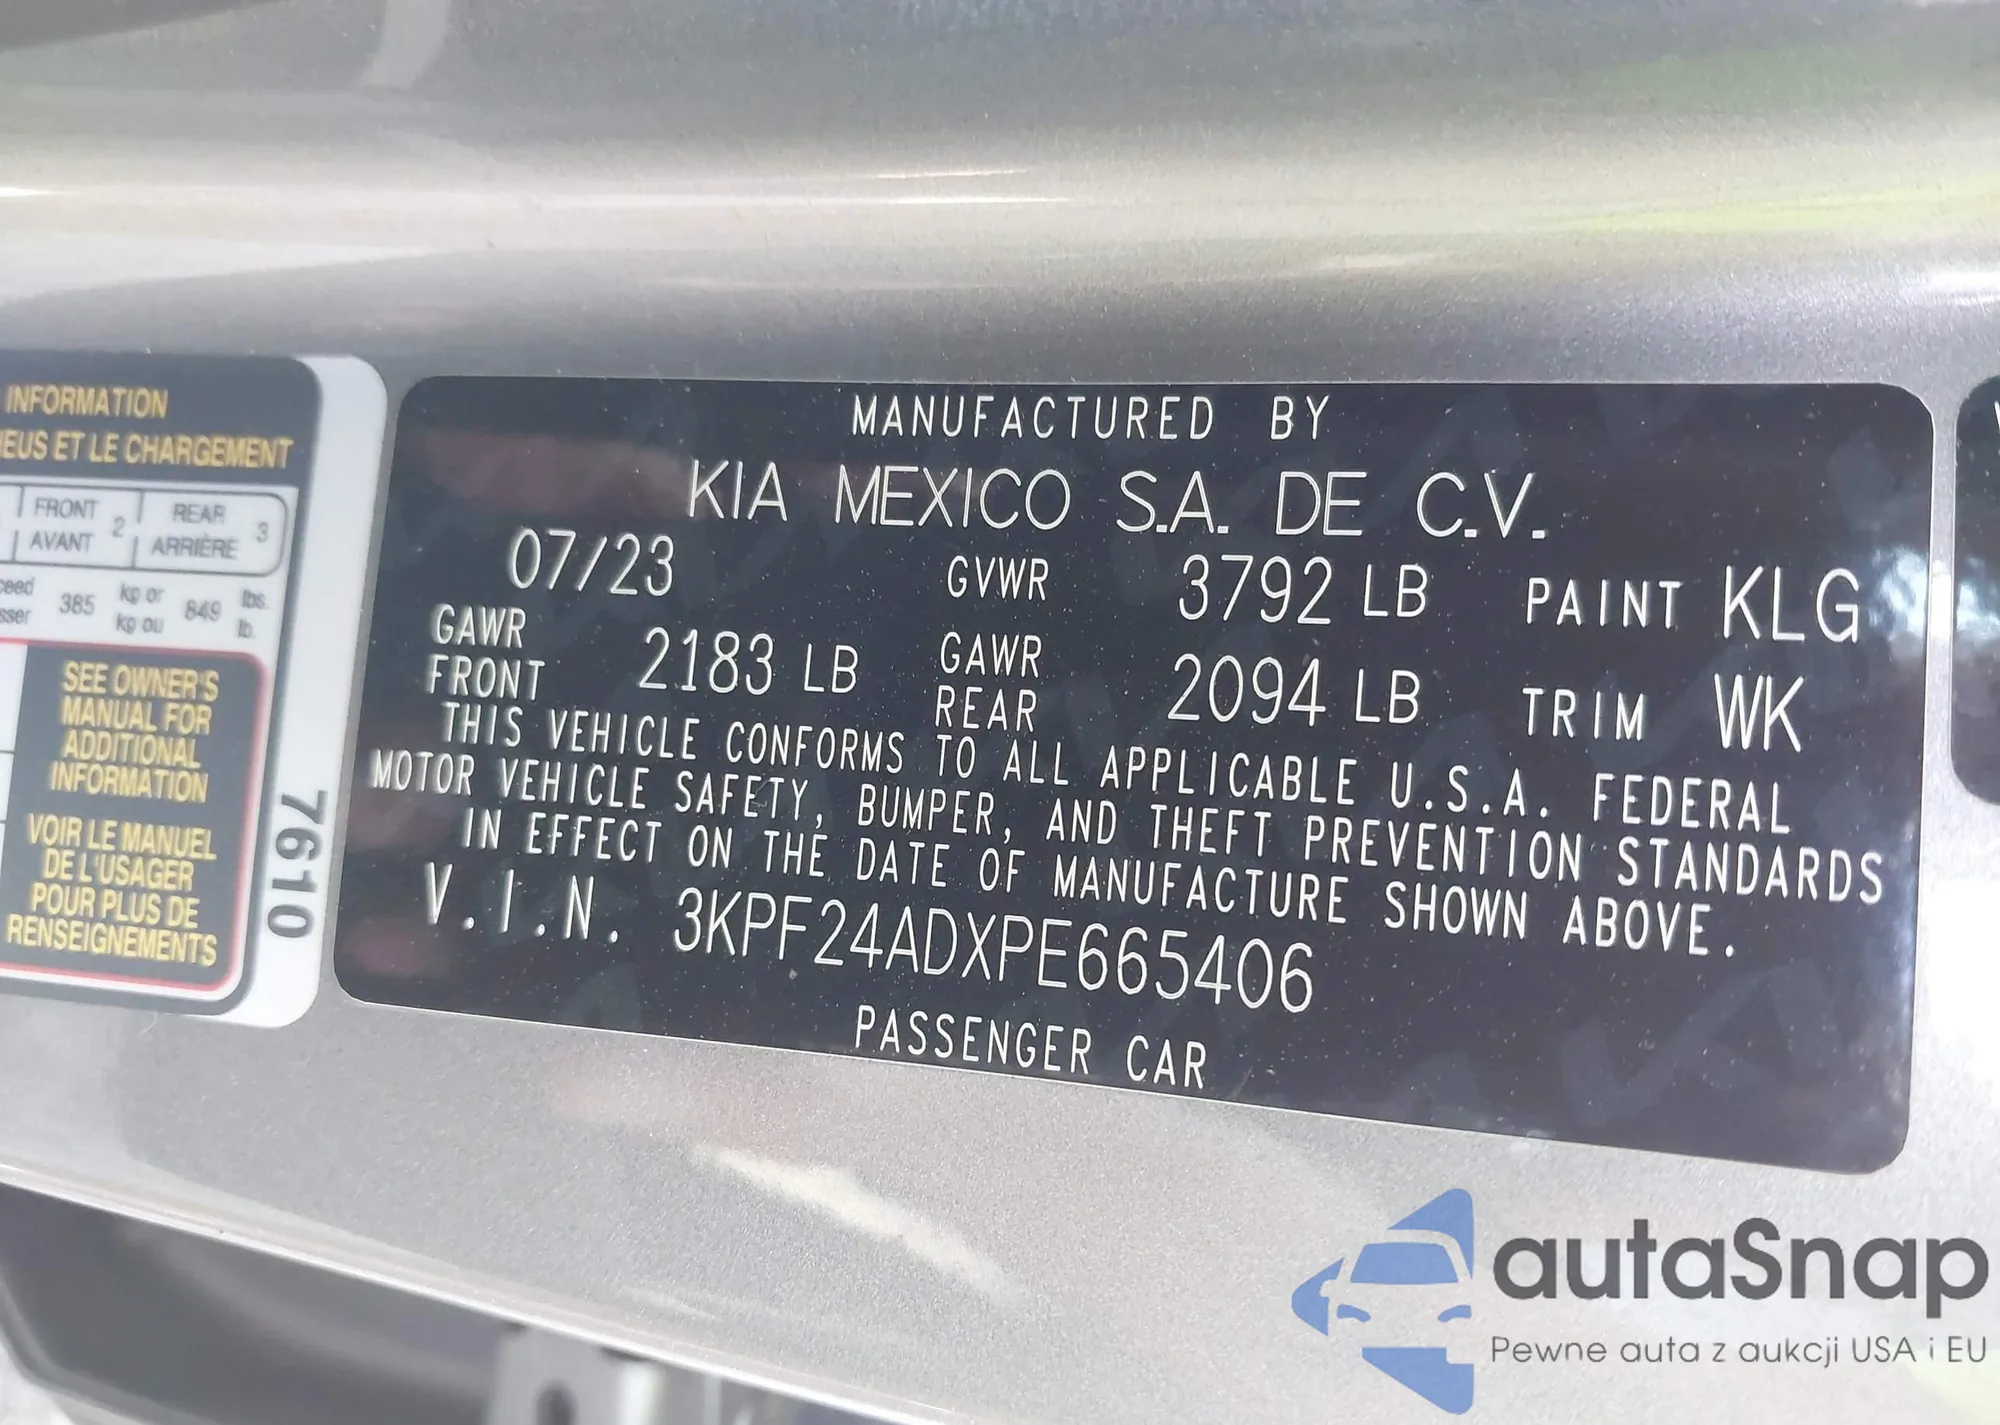 INFORMATION
EUS ET LE CHARGEMENT
FRONT
AVANT
2
REAR
ARRIÈRE
3
385
kg or
kg ou
849
lbs.
lb.
SEE OWNER'S
MANUAL FOR
ADDITIONAL
INFORMATION
VOIR LE MANUEL
DE L'USAGER
POUR PLUS DE
RENSEIGNEMENTS
7610
MANUFACTURED BY
KIA MEXICO S.A. DE C.V.
07/23 GVWR 3792 LB PAINT KLG
GAWR FRONT 2183 LB GAWR REAR 2094 LB TRIM WK
THIS VEHICLE CONFORMS TO ALL APPLICABLE U.S.A. FEDERAL
MOTOR VEHICLE SAFETY, BUMPER, AND THEFT PREVENTION STANDARDS
IN EFFECT ON THE DATE OF MANUFACTURE SHOWN ABOVE.
V.I.N. 3KPF24ADXPE665406
PASSENGER CAR
autaSnap
Pewne auta z aukcji USA i EU